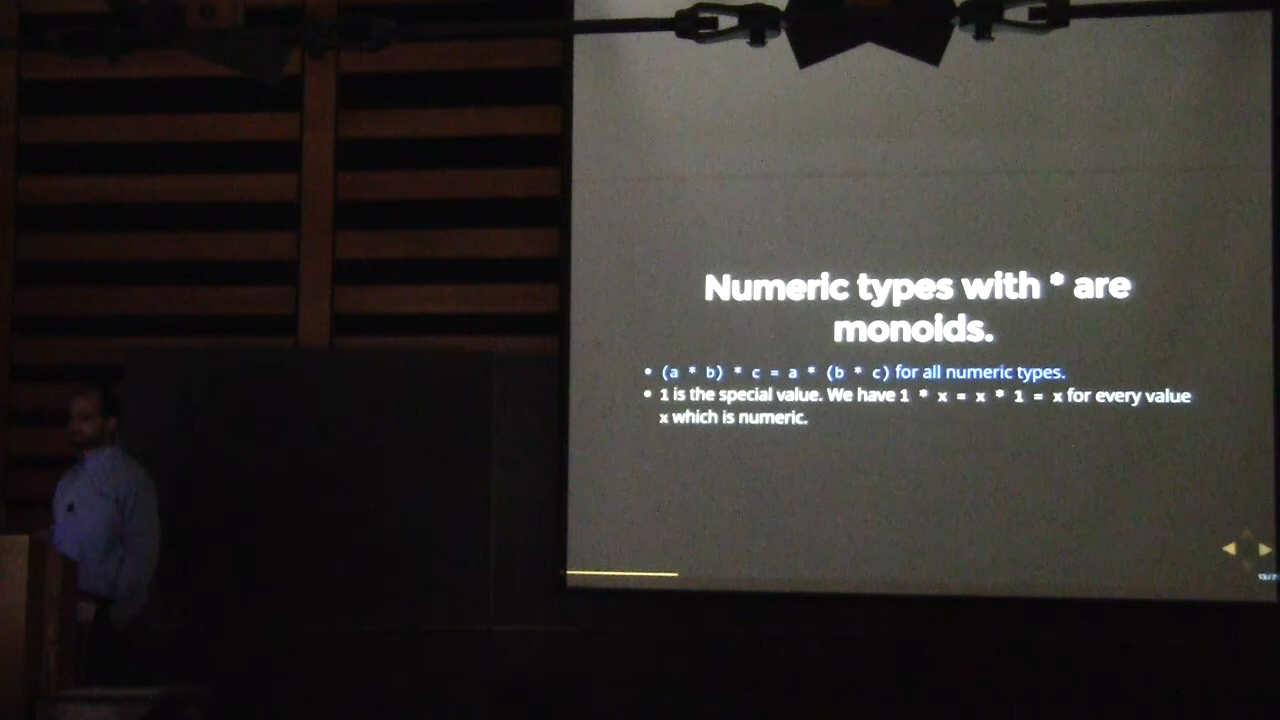 Numeric types with * are
monoids.
• (a * b) * c = a * (b * c) for all numeric types.
• 1 is the special value. We have 1 * x = x * 1 = x for every value
x which is numeric.